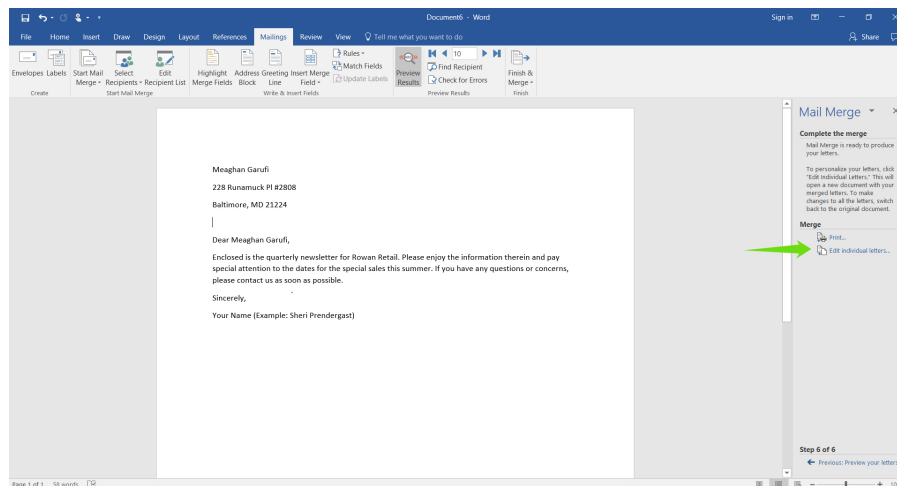 Document6 - Word
Sign in
File Home Insert Draw Design Layout References Mailings Review View Tell me what you want to do
Share
Envelopes Labels
Create
Start Mail Merge
Select Recipients
Edit Recipient List
Start Mail Merge
Highlight Merge Fields
Address Block
Greeting Line
Insert Merge Field
Rules
Match Fields
Update Labels
Write & Insert Fields
Preview Results
10
Find Recipient
Check for Errors
Preview Results
Finish & Merge
Finish
Meaghan Garufi
228 Runamuck Pl #2808
Baltimore, MD 21224
Dear Meaghan Garufi,
Enclosed is the quarterly newsletter for Rowan Retail. Please enjoy the information therein and pay
special attention to the dates for the special sales this summer. If you have any questions or concerns,
please contact us as soon as possible.
Sincerely,
Your Name (Example: Sheri Prendergast)
Mail Merge
Complete the merge
Mail Merge is ready to produce
your letters.
To personalize your letters, click
"Edit Individual Letters." This will
open a new document with your
merged letters. To make
changes to all the letters, switch
back to the original document.
Merge
Print...
Edit individual letters...
Step 6 of 6
Previous: Preview your letters
Page 1 of 1 58 words